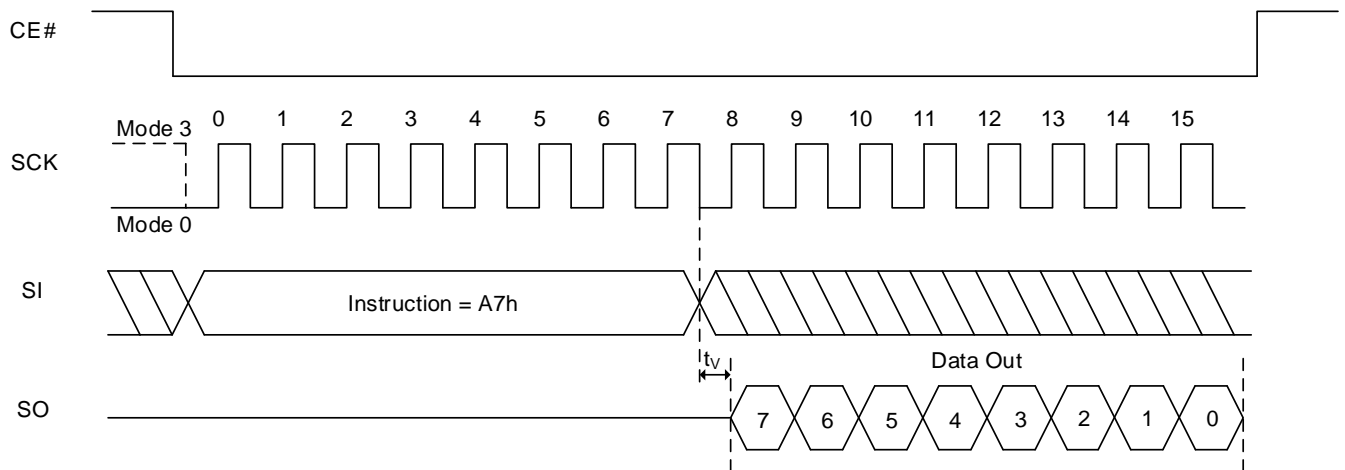 CE#
Mode 3
0 1 2 3 4 5 6 7 8 9 10 11 12 13 14 15
SCK
Mode 0
SI
Instruction = A7h
tV
Data Out
SO
7 6 5 4 3 2 1 0